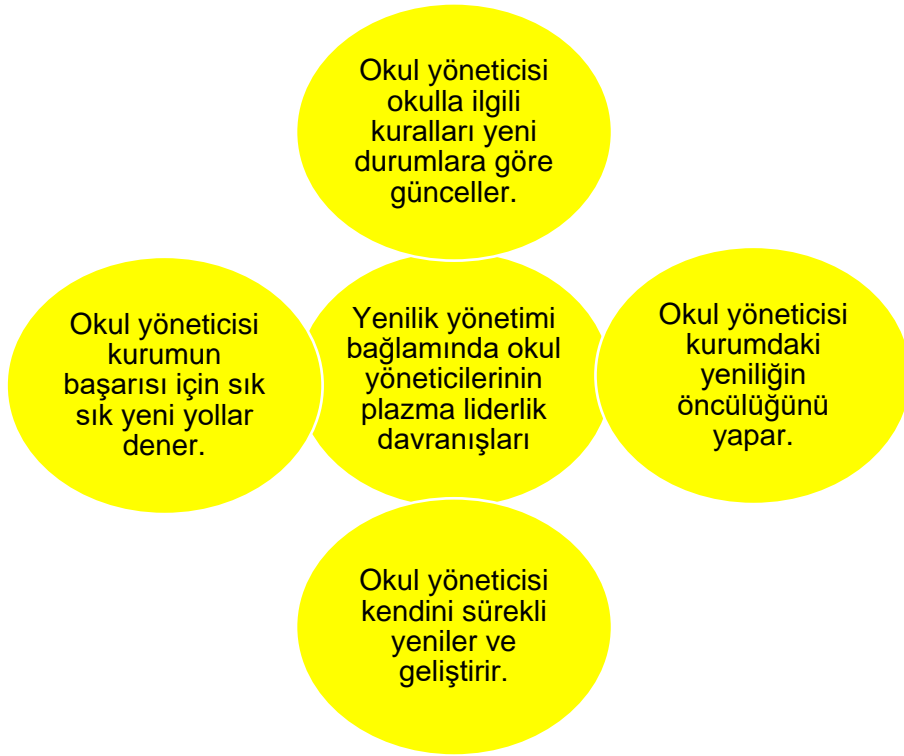 Okul yöneticisi
okulla ilgili
kuralları yeni
durumlara göre
günceller.
Okul yöneticisi
kurumun
başarısı için sık
sık yeni yollar
dener.
Yenilik yönetimi
bağlamında okul
yöneticilerinin
plazma liderlik
davranışları
Okul yöneticisi
kurumdaki
yeniliğin
öncülüğünü
yapar.
Okul yöneticisi
kendini sürekli
yeniler ve
geliştirir.